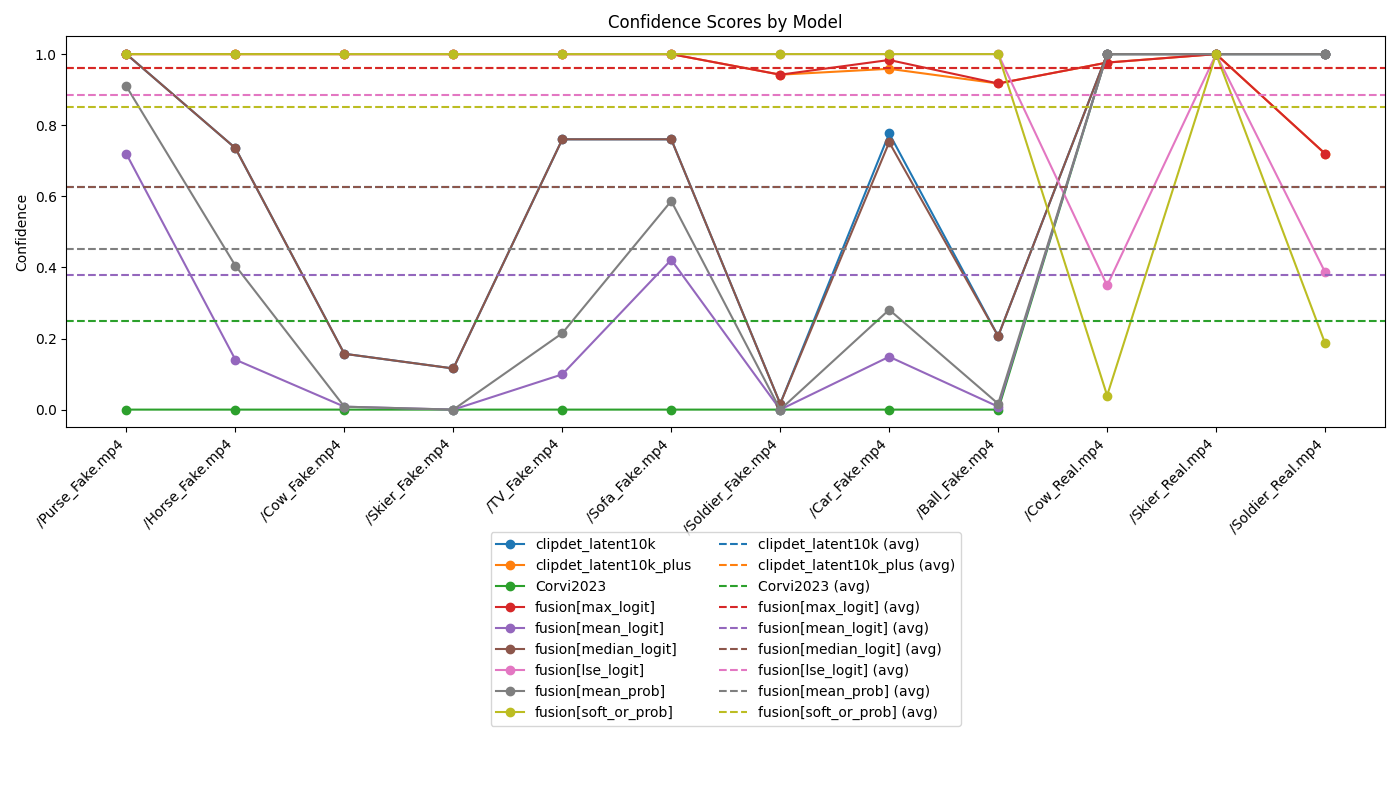 Confidence Scores by Model
Confidence
1.0
0.8
0.6
0.4
0.2
0.0
/Purse_Fake.mp4
/Horse_Fake.mp4
/Cow_Fake.mp4
/Skier_Fake.mp4
/TV_Fake.mp4
/Sofa_Fake.mp4
/Soldier_Fake.mp4
/Car_Fake.mp4
/Ball_Fake.mp4
/Cow_Real.mp4
/Skier_Real.mp4
/Soldier_Real.mp4
clipdet_latent10k
clipdet_latent10k_plus
Corvi2023
fusion[max_logit]
fusion[mean_logit]
fusion[median_logit]
fusion[lse_logit]
fusion[mean_prob]
fusion[soft_or_prob]
clipdet_latent10k (avg)
clipdet_latent10k_plus (avg)
Corvi2023 (avg)
fusion[max_logit] (avg)
fusion[mean_logit] (avg)
fusion[median_logit] (avg)
fusion[lse_logit] (avg)
fusion[mean_prob] (avg)
fusion[soft_or_prob] (avg)